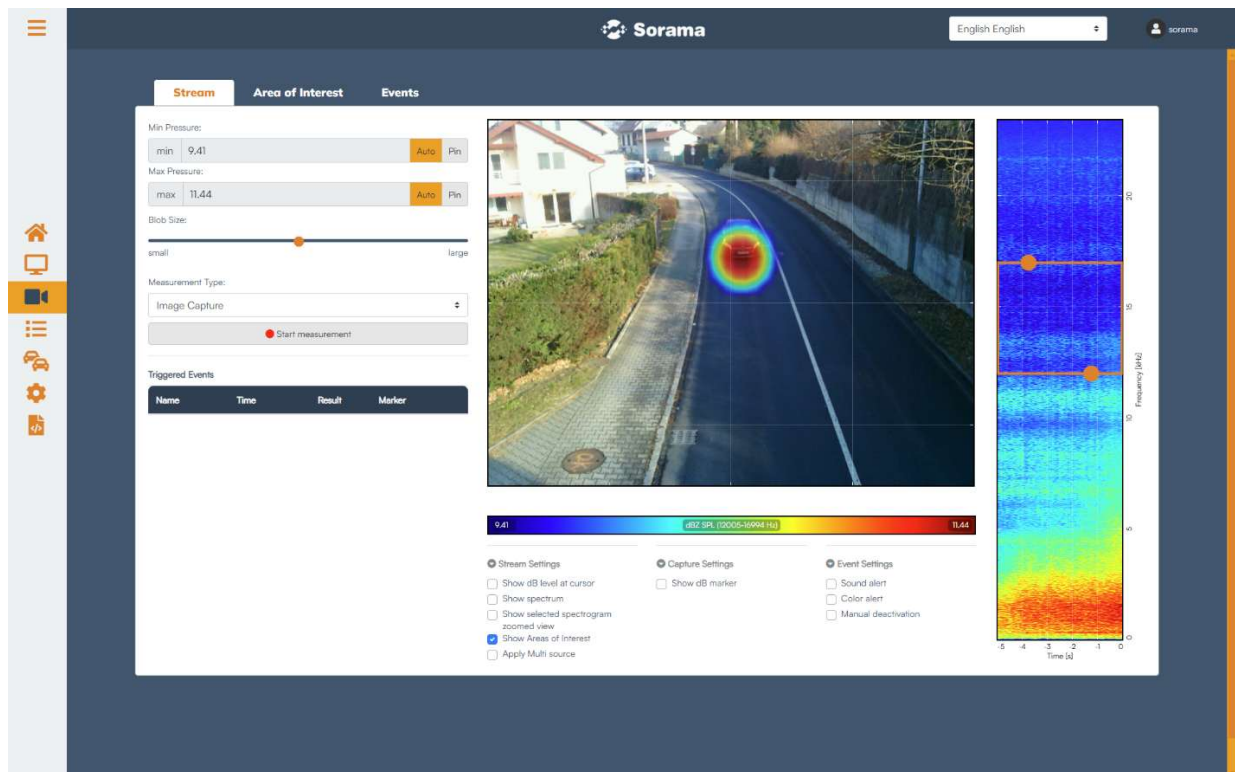 Sorama
English English
sorama
Stream
Area of Interest
Events
Min Pressure:
min 9.41 Auto Pin
Max Pressure:
max 11.44 Auto Pin
Blob Size:
small large
Measurement Type:
Image Capture
Start measurement
Triggered Events
Name Time Result Marker
9.41 dBZ SPL (12005-16994 Hz) 11.44
Stream Settings
Show dB level at cursor
Show spectrum
Show selected spectrogram
zoomed view
Show Areas of Interest
Apply Multi source
Capture Settings
Show dB marker
Event Settings
Sound alert
Color alert
Manual deactivation
20
15
10
5
0
Frequency [kHz]
-5 -4 -3 -2 -1 0
Time [s]